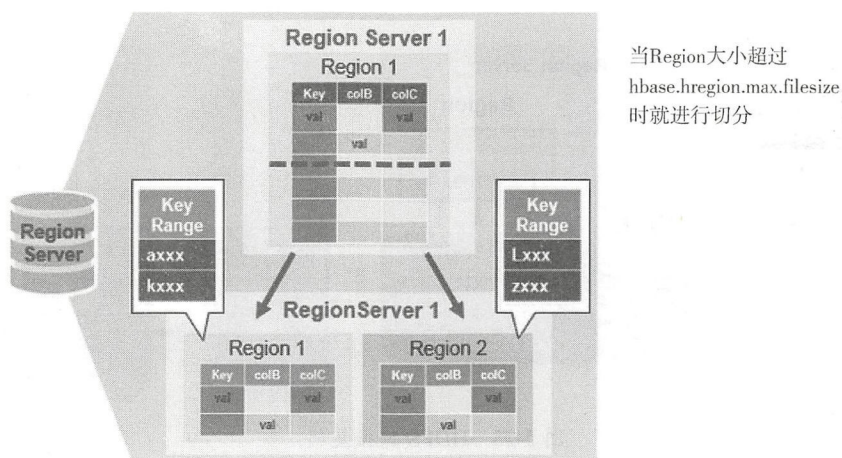 Region Server 1
Region 1
Key colB colC
val val
val
当Region大小超过
hbase.hregion.max.filesize
时就进行切分
Region
Server
Key
Range
axxx
kxxx
Key
Range
Lxxx
zxxx
RegionServer 1
Region 1
Key colB colC
val val
val
Region 2
Key colB colC
val val
val